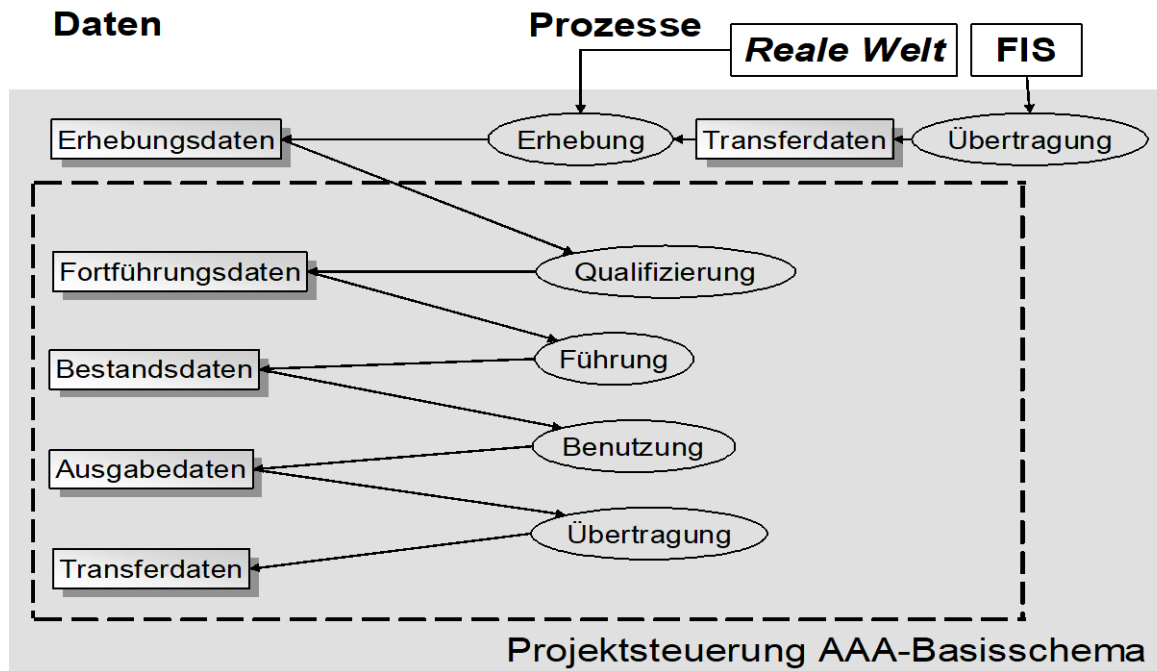 Daten
Prozesse
Reale Welt
FIS
Erhebungsdaten
Erhebung
Transferdaten
Übertragung
Fortführungsdaten
Qualifizierung
Führung
Bestandsdaten
Benutzung
Ausgabedaten
Übertragung
Transferdaten
Projektsteuerung AAA-Basisschema